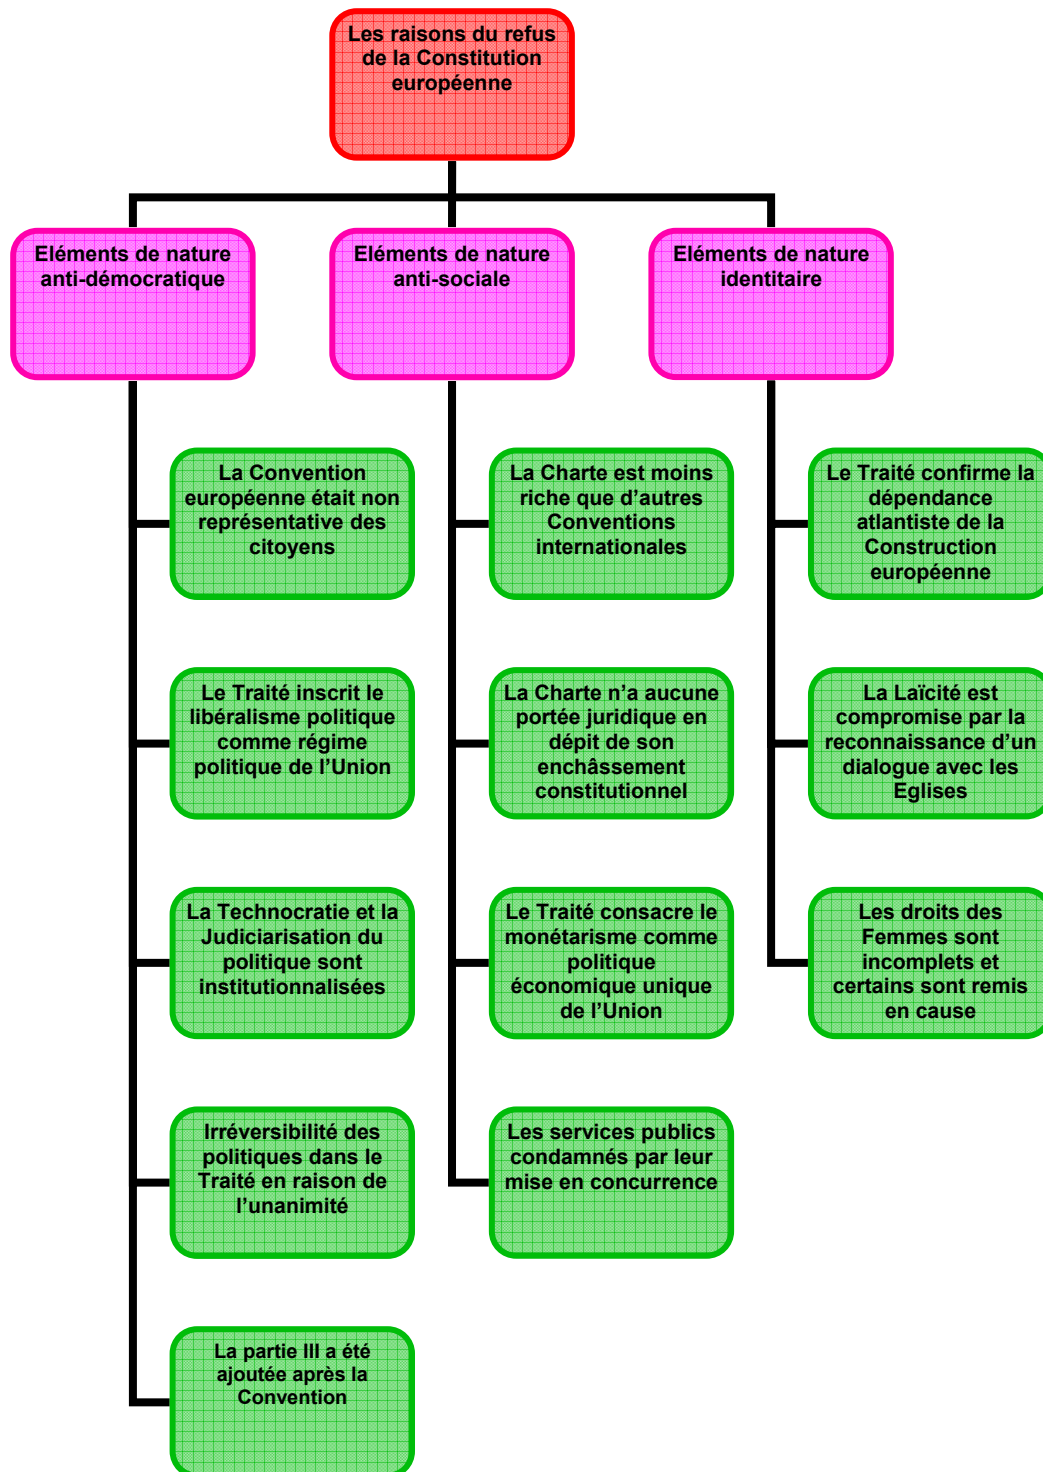 Les raisons du refus
de la Constitution
européenne
Eléments de nature
anti-démocratique
Eléments de nature
anti-sociale
Eléments de nature
identitaire
La Convention
européenne était non
représentative des
citoyens
La Charte est moins
riche que d’autres
Conventions
internationales
Le Traité confirme la
dépendance
atlantiste de la
Construction
européenne
Le Traité inscrit le
libéralisme politique
comme régime
politique de l’Union
La Charte n’a aucune
portée juridique en
dépit de son
enchâssement
constitutionnel
La Laïcité est
compromise par la
reconnaissance d’un
dialogue avec les
Eglises
La Technocratie et la
Judiciarisation du
politique sont
institutionnalisées
Le Traité consacre le
monétarisme comme
politique
économique unique
de l’Union
Les droits des
Femmes sont
incomplets et
certains sont remis
en cause
Irréversibilité des
politiques dans le
Traité en raison de
l’unanimité
Les services publics
condamnés par leur
mise en concurrence
La partie III a été
ajoutée après la
Convention